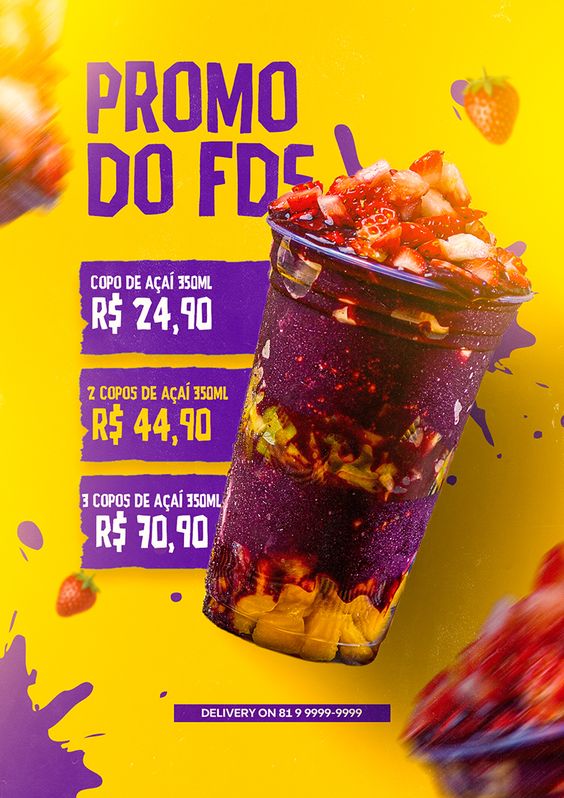 PROMO
DO FDS
COPO DE AÇAÍ 350ML
R$ 24,90
2 COPOS DE AÇAÍ 350ML
R$ 44,90
3 COPOS DE AÇAÍ 350ML
R$ 70,90
DELIVERY ON 81 9 9999-9999